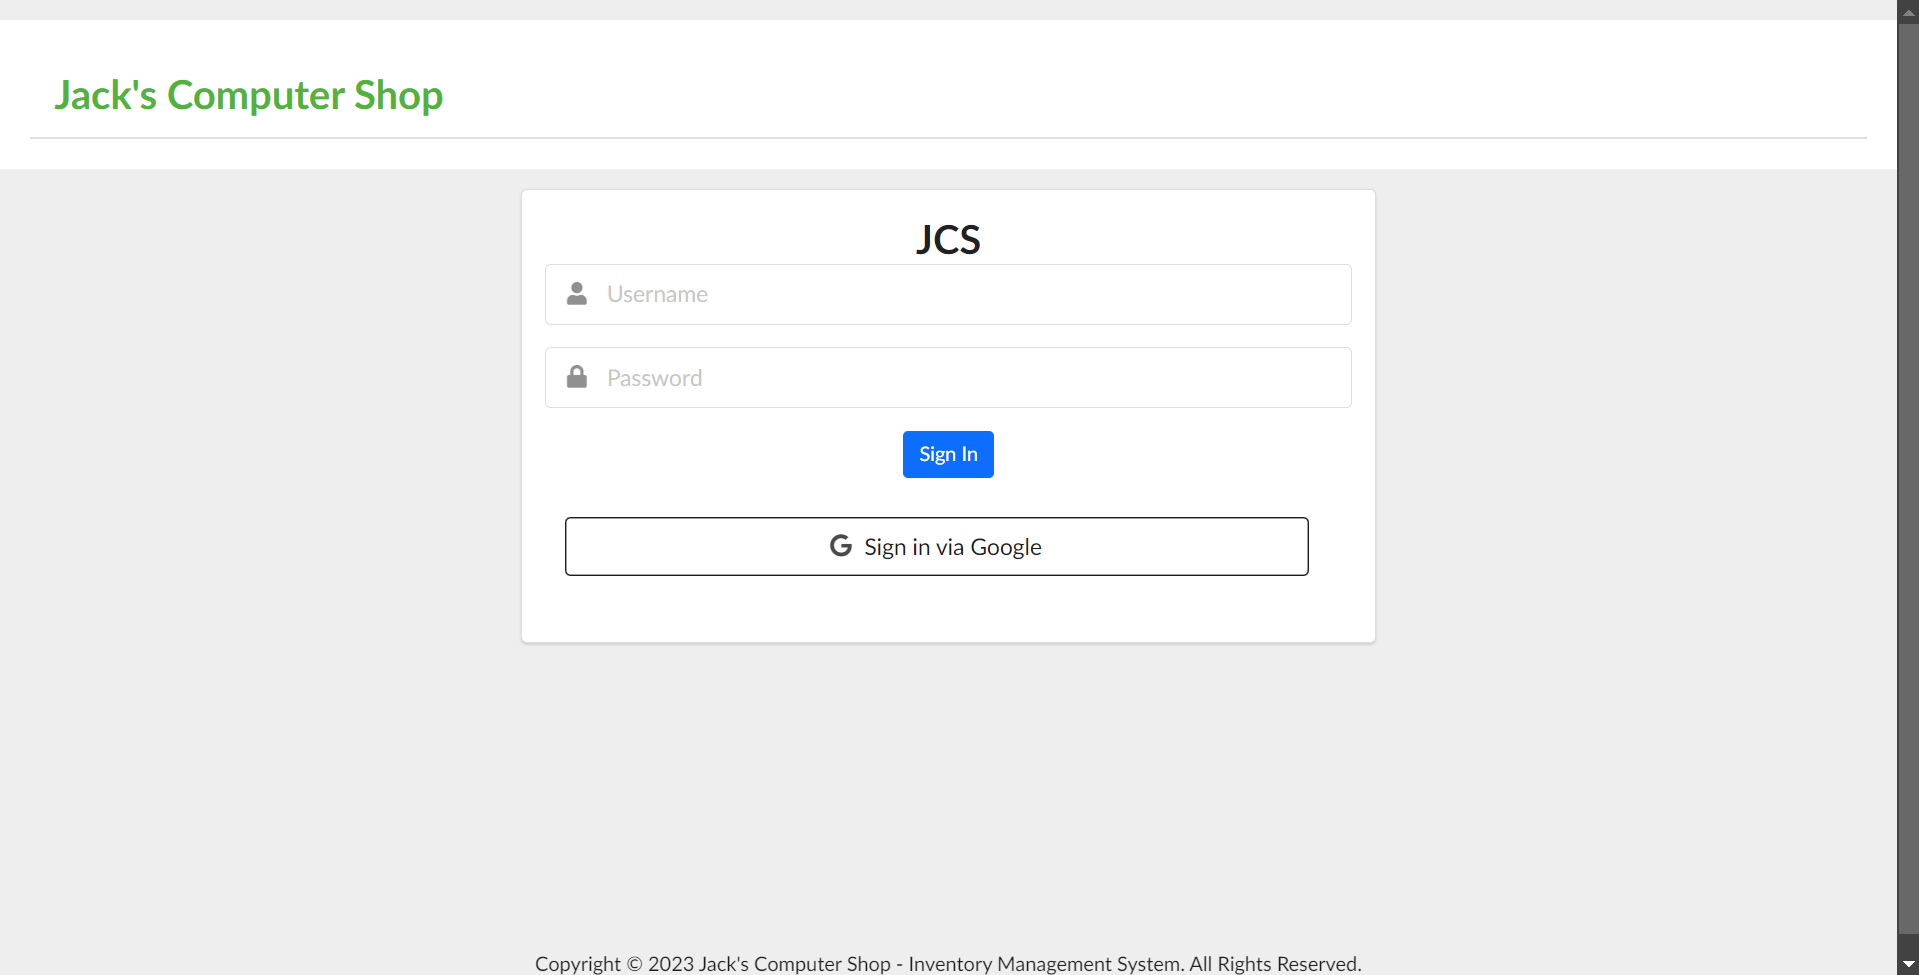 Jack's Computer Shop
JCS
Username
Password
Sign In
Sign in via Google
Copyright © 2023 Jack's Computer Shop - Inventory Management System. All Rights Reserved.